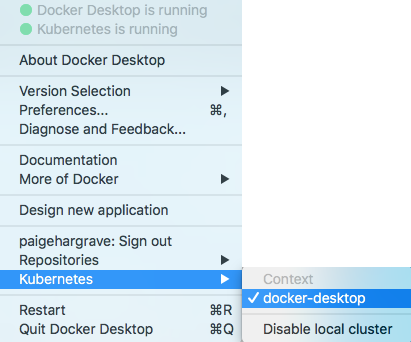 Docker Desktop is running
Kubernetes is running
About Docker Desktop
Version Selection ▶
Preferences... ⌘,
Diagnose and Feedback...
Documentation
More of Docker ▶
Design new application
paigehargrave: Sign out
Repositories ▶
Kubernetes ▶
Context
✓ docker-desktop
Disable local cluster
Restart ⌘R
Quit Docker Desktop ⌘Q